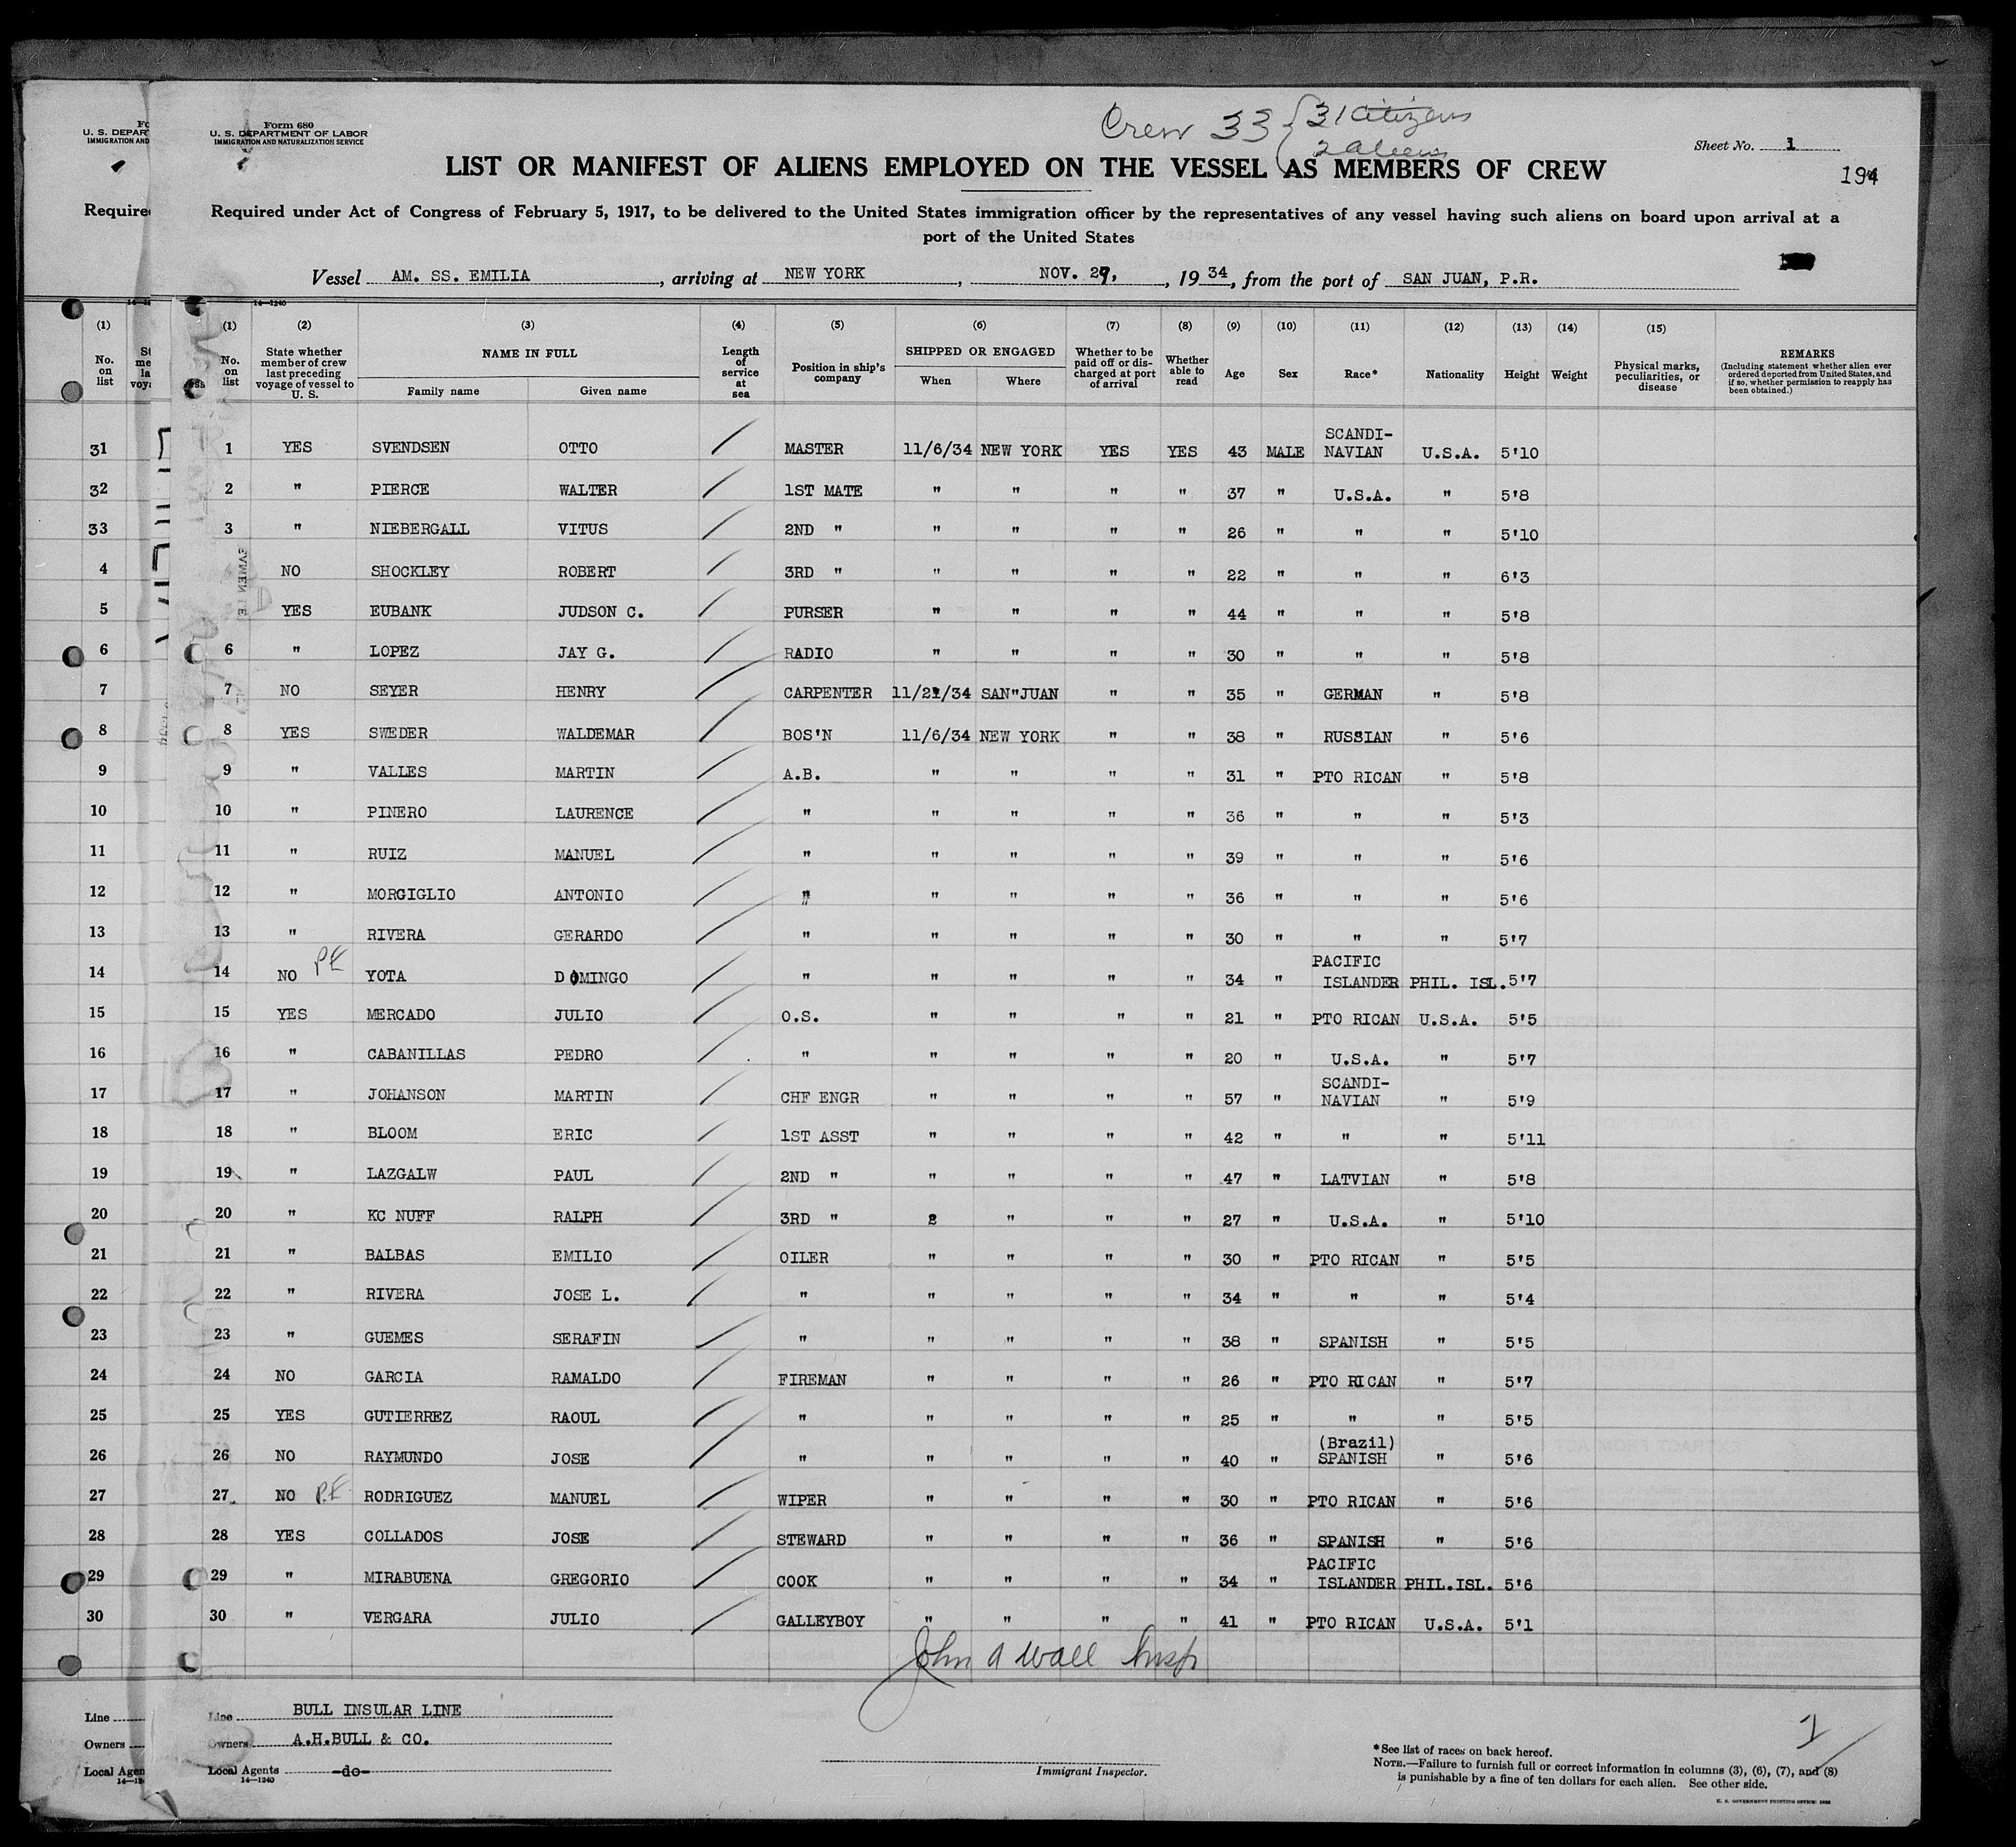 Crew 33 { 31 Citizens
2 aliens
Form 680
U. S. DEPARTMENT OF LABOR
IMMIGRATION AND NATURALIZATION SERVICE
Sheet No. 1
194
LIST OR MANIFEST OF ALIENS EMPLOYED ON THE VESSEL AS MEMBERS OF CREW
Required under Act of Congress of February 5, 1917, to be delivered to the United States immigration officer by the representatives of any vessel having such aliens on board upon arrival at a
port of the United States
Vessel AM. SS. EMILIA, arriving at NEW YORK, NOV. 29, 1934, from the port of SAN JUAN, P.R.
14-1240
(1) (2) (3) (4) (5) (6) (7) (8) (9) (10) (11) (12) (13) (14) (15)
No. on list State whether member of crew last preceding voyage of vessel to U. S. NAME IN FULL Family name Given name Length of service at sea Position in ship's company SHIPPED OR ENGAGED When Where Whether to be paid off or discharged at port of arrival Whether able to read Age Sex Race* Nationality Height Weight Physical marks, peculiarities, or disease REMARKS (Including statement whether alien ever ordered deported from United States, and if so, whether permission to reapply has been obtained.)
31 1 YES SVENDSEN OTTO MASTER 11/6/34 NEW YORK YES YES 43 MALE SCANDI-NAVIAN U.S.A. 5'10
32 2 " PIERCE WALTER 1ST MATE " " " " 37 " U.S.A. " 5'8
33 3 " NIEBERGALL VITUS 2ND " " " " " 26 " " " 5'10
4 NO SHOCKLEY ROBERT 3RD " " " " " 22 " " " 6'3
5 YES EUBANK JUDSON C. PURSER " " " " 44 " " " 5'8
6 6 " LOPEZ JAY G. RADIO " " " " 30 " " " 5'8
7 7 NO SEYER HENRY CARPENTER 11/21/34 SAN"JUAN " " 35 " GERMAN " 5'8
8 8 YES SWEDER WALDEMAR BOS'N 11/6/34 NEW YORK " " 38 " RUSSIAN " 5'6
9 9 " VALLES MARTIN A.B. " " " " 31 " PTO RICAN " 5'8
10 10 " PINERO LAURENCE " " " " " 36 " " " 5'3
11 11 " RUIZ MANUEL " " " " " 39 " " " 5'6
12 12 " MORGIGLIO ANTONIO " " " " " 36 " " " 5'6
13 13 " RIVERA GERARDO " " " " " 30 " " " 5'7
14 14 NO PE YOTA DOMINGO " " " " " 34 " PACIFIC ISLANDER PHIL. ISL. 5'7
15 15 YES MERCADO JULIO O.S. " " " " 21 " PTO RICAN U.S.A. 5'5
16 16 " CABANILLAS PEDRO " " " " " 20 " U.S.A. " 5'7
17 17 " JOHANSON MARTIN CHF ENGR " " " " 57 " SCANDI-NAVIAN " 5'9
18 18 " BLOOM ERIC 1ST ASST " " " " 42 " " " 5'11
19 19 " LAZGALW PAUL 2ND " " " " " 47 " LATVIAN " 5'8
20 20 " KC NUFF RALPH 3RD " " " " 27 " U.S.A. " 5'10
21 21 " BALBAS EMILIO OILER " " " " 30 " PTO RICAN " 5'5
22 22 " RIVERA JOSE L. " " " " " 34 " " " 5'4
23 23 " GUEMES SERAFIN " " " " " 38 " SPANISH " 5'5
24 24 NO GARCIA RAMALDO FIREMAN " " " " 26 " PTO RICAN " 5'7
25 25 YES GUTIERREZ RAOUL " " " " " 25 " " " 5'5
26 26 NO RAYMUNDO JOSE " " " " " 40 " (Brazil) SPANISH " 5'6
27 27 NO P.E. RODRIGUEZ MANUEL WIPER " " " " 30 " PTO RICAN " 5'6
28 28 YES COLLADOS JOSE STEWARD " " " " 36 " SPANISH " 5'6
29 29 " MIRABUENA GREGORIO COOK " " " " 34 " PACIFIC ISLANDER PHIL.ISL. 5'6
30 30 " VERGARA JULIO GALLEYBOY " " " " 41 " PTO RICAN U.S.A. 5'1
John A Wall Insp
Line BULL INSULAR LINE
Owners A.H.BULL & CO.
Local Agents -do-
14-1240
Immigrant Inspector.
*See list of races on back hereof.
NOTE.—Failure to furnish full or correct information in columns (3), (6), (7), and (8)
is punishable by a fine of ten dollars for each alien. See other side.